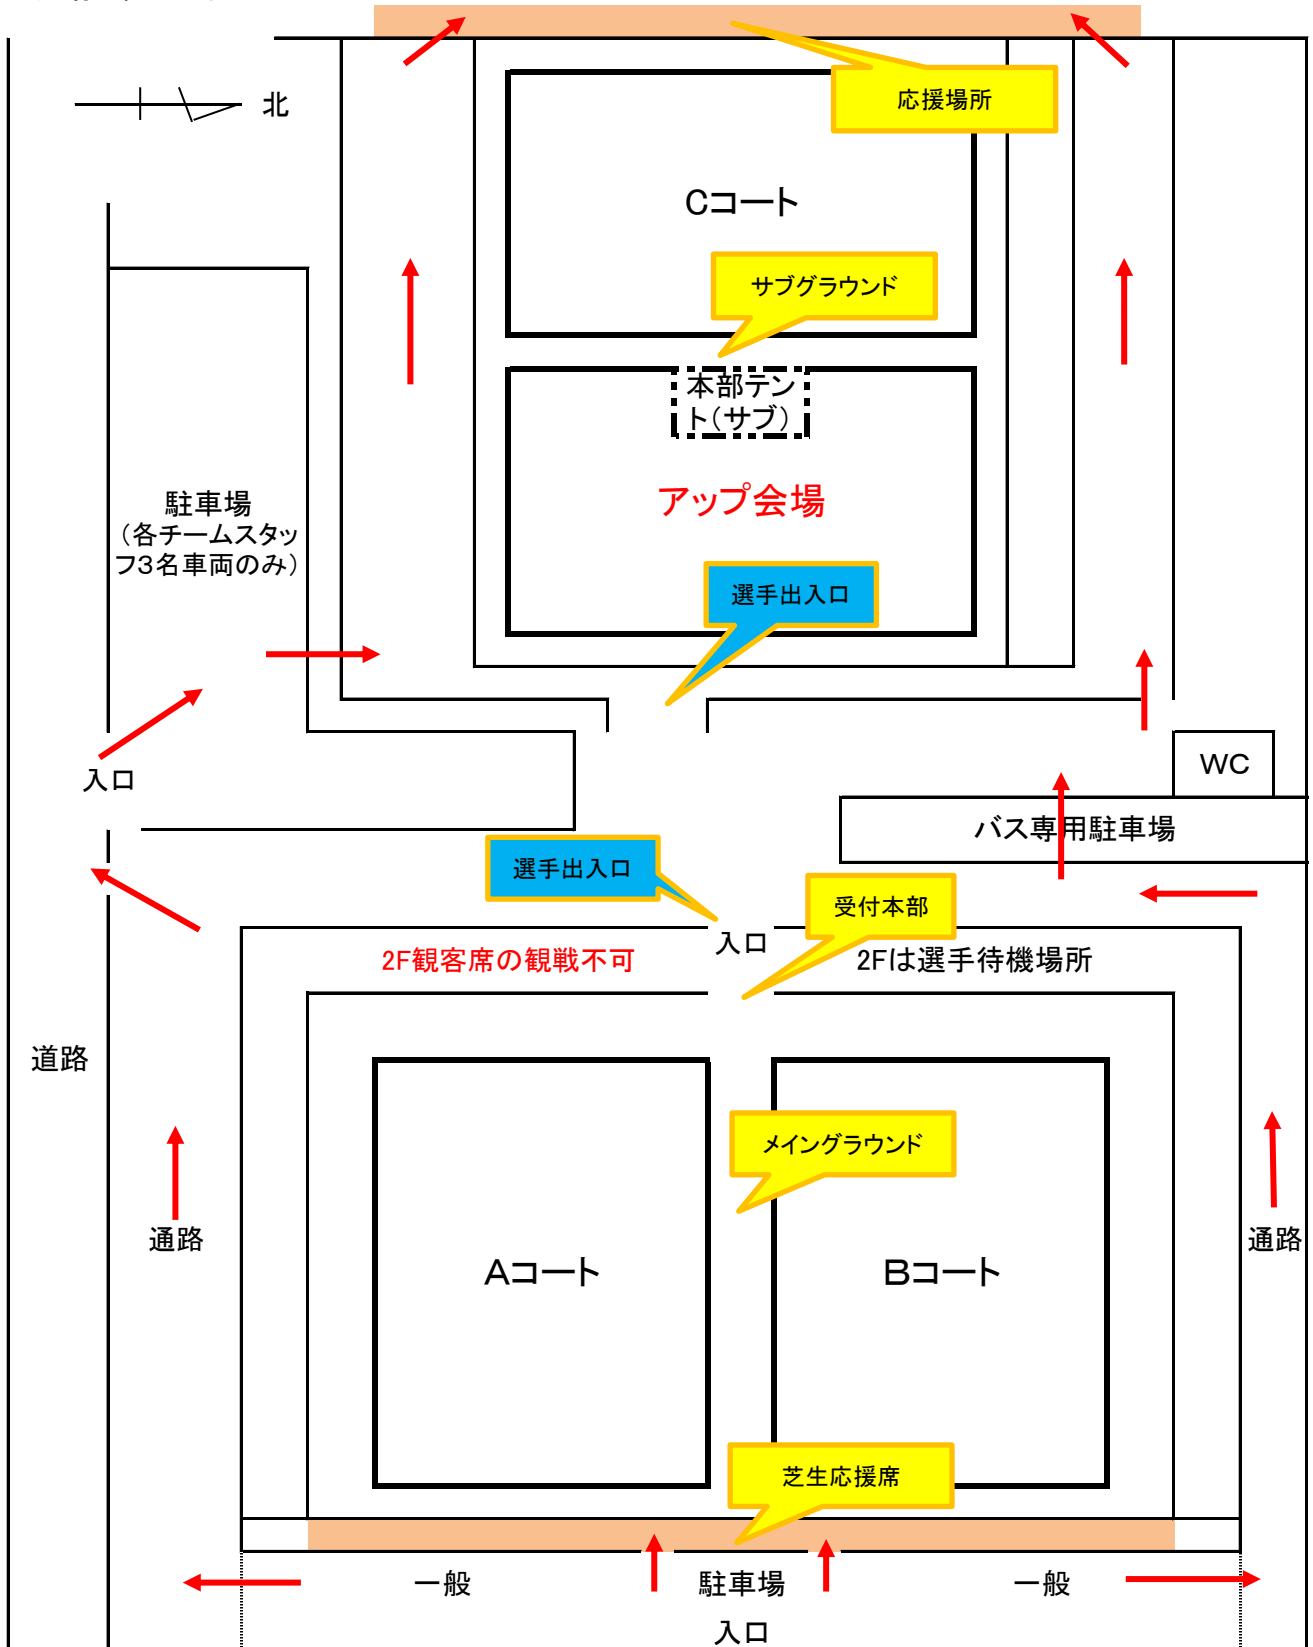 北
応援場所
Cコート
サブグラウンド
本部テン
ト(サブ)
駐車場
(各チームスタッ
フ3名車両のみ)
アップ会場
選手出入口
入口
WC
バス専用駐車場
選手出入口
受付本部
入口
2F観客席の観戦不可
2Fは選手待機場所
道路
メイングラウンド
通路
通路
Aコート
Bコート
芝生応援席
一般
駐車場
一般
入口